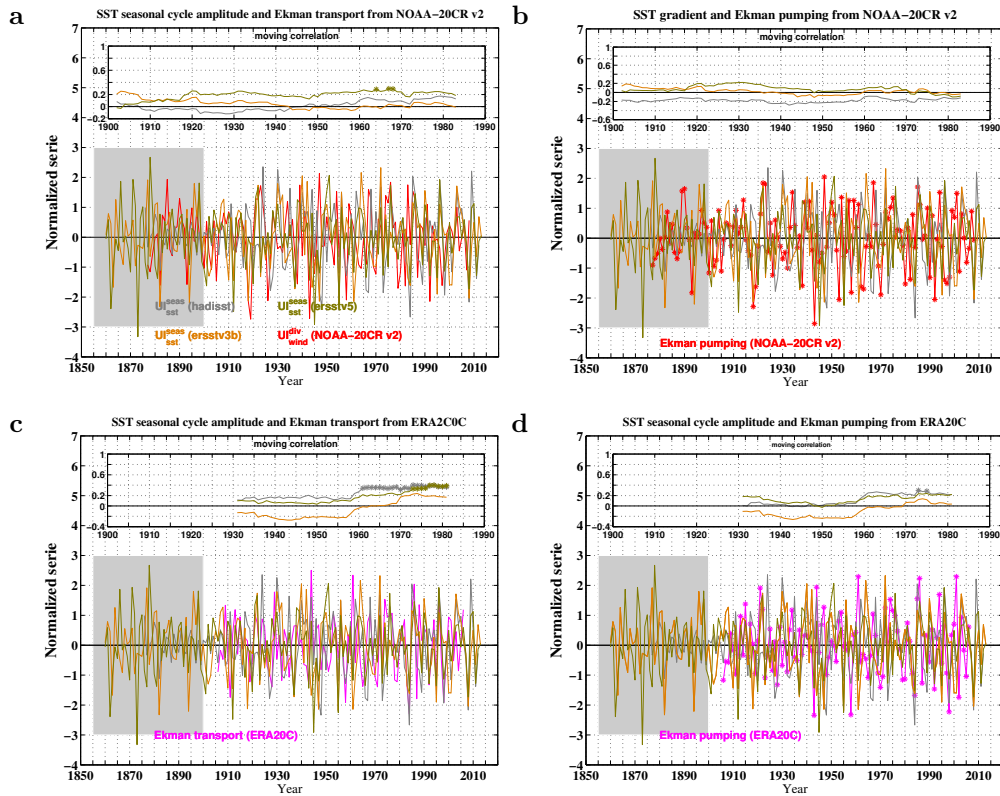 a
SST seasonal cycle amplitude and Ekman transport from NOAA−20CR v2
moving correlation
1
0.6
0.2
0
−0.2
1900 1910 1920 1930 1940 1950 1960 1970 1980 1990
Normalized serie
7
6
5
4
3
2
1
0
−1
−2
−3
−4
UI seas sst (hadisst)
UI seas sst (ersstv5)
UI seas sst (ersstv3b)
UI div wind (NOAA−20CR v2)
1850 1870 1890 1910 1930 1950 1970 1990 2010
Year
b
SST gradient and Ekman pumping from NOAA−20CR v2
moving correlation
1
0.6
0.2
0
−0.2
−0.6
1900 1910 1920 1930 1940 1950 1960 1970 1980 1990
Normalized serie
7
6
5
4
3
2
1
0
−1
−2
−3
−4
Ekman pumping (NOAA−20CR v2)
1850 1870 1890 1910 1930 1950 1970 1990 2010
Year
c
SST seasonal cycle amplitude and Ekman transport from ERA2C0C
moving correlation
1
0.6
0.2
0
−0.4
1900 1910 1920 1930 1940 1950 1960 1970 1980 1990
Normalized serie
7
6
5
4
3
2
1
0
−1
−2
−3
−4
Ekman transport (ERA20C)
1850 1870 1890 1910 1930 1950 1970 1990 2010
Year
d
SST seasonal cycle amplitude and Ekman pumping from ERA20C
moving correlation
1
0.6
0.2
0
−0.4
1900 1910 1920 1930 1940 1950 1960 1970 1980 1990
Normalized serie
7
6
5
4
3
2
1
0
−1
−2
−3
−4
Ekman pumping (ERA20C)
1850 1870 1890 1910 1930 1950 1970 1990 2010
Year